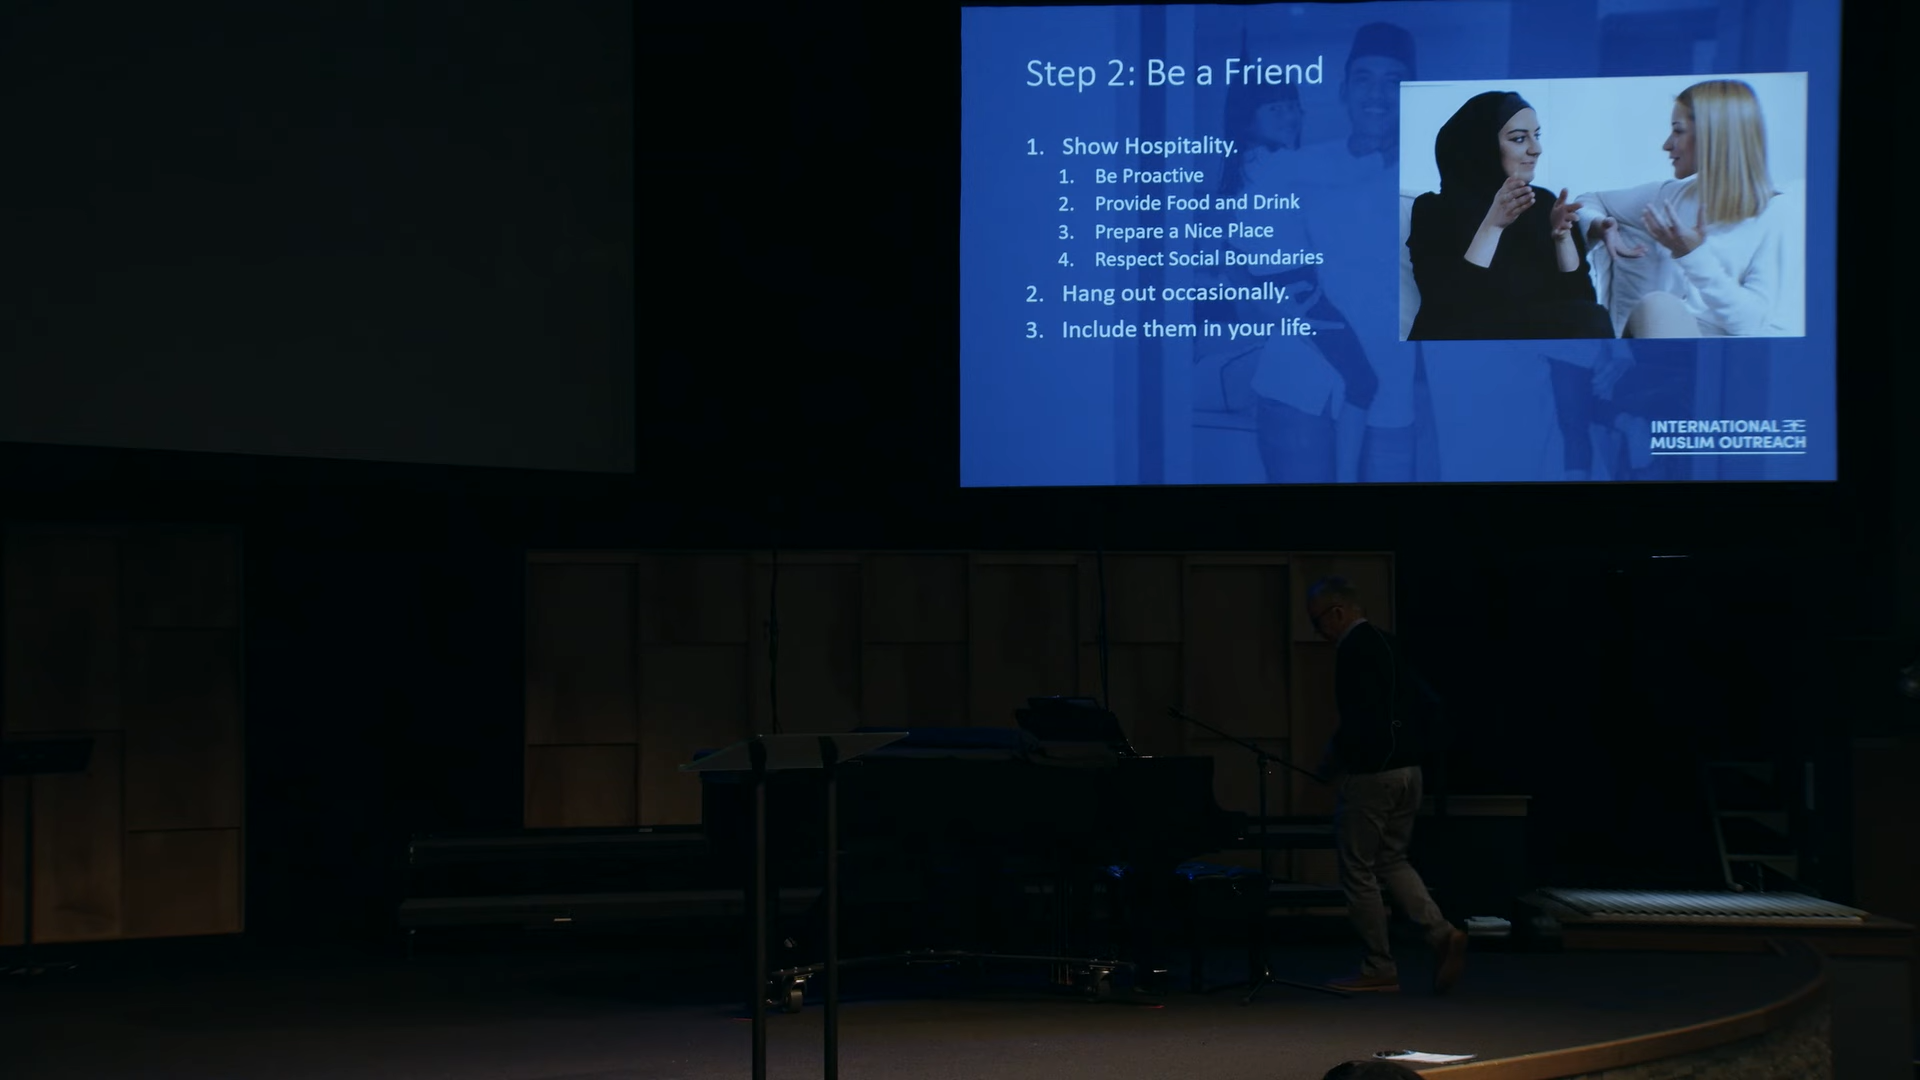 Step 2: Be a Friend
1. Show Hospitality.
1. Be Proactive
2. Provide Food and Drink
3. Prepare a Nice Place
4. Respect Social Boundaries
2. Hang out occasionally.
3. Include them in your life.
INTERNATIONAL
MUSLIM OUTREACH